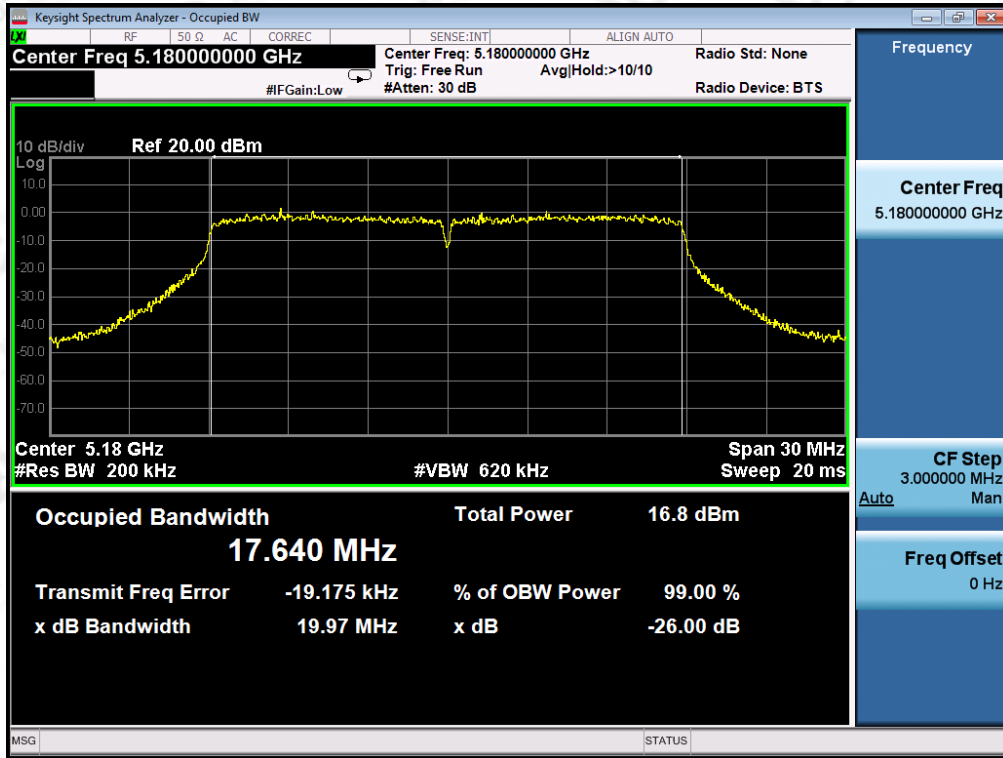 Keysight Spectrum Analyzer - Occupied BW
LXI RF 50 Ω AC CORREC SENSE:INT ALIGN AUTO
Center Freq 5.180000000 GHz
#IFGain:Low
Center Freq: 5.180000000 GHz
Trig: Free Run Avg|Hold:>10/10
#Atten: 30 dB
Radio Std: None
Radio Device: BTS
10 dB/div Ref 20.00 dBm
Log
10.0
0.00
-10.0
-20.0
-30.0
-40.0
-50.0
-60.0
-70.0
Center 5.18 GHz Span 30 MHz
#Res BW 200 kHz #VBW 620 kHz Sweep 20 ms
Occupied Bandwidth Total Power 16.8 dBm
17.640 MHz
Transmit Freq Error -19.175 kHz % of OBW Power 99.00 %
x dB Bandwidth 19.97 MHz x dB -26.00 dB
MSG STATUS
Frequency
Center Freq
5.180000000 GHz
CF Step
3.000000 MHz
Auto Man
Freq Offset
0 Hz